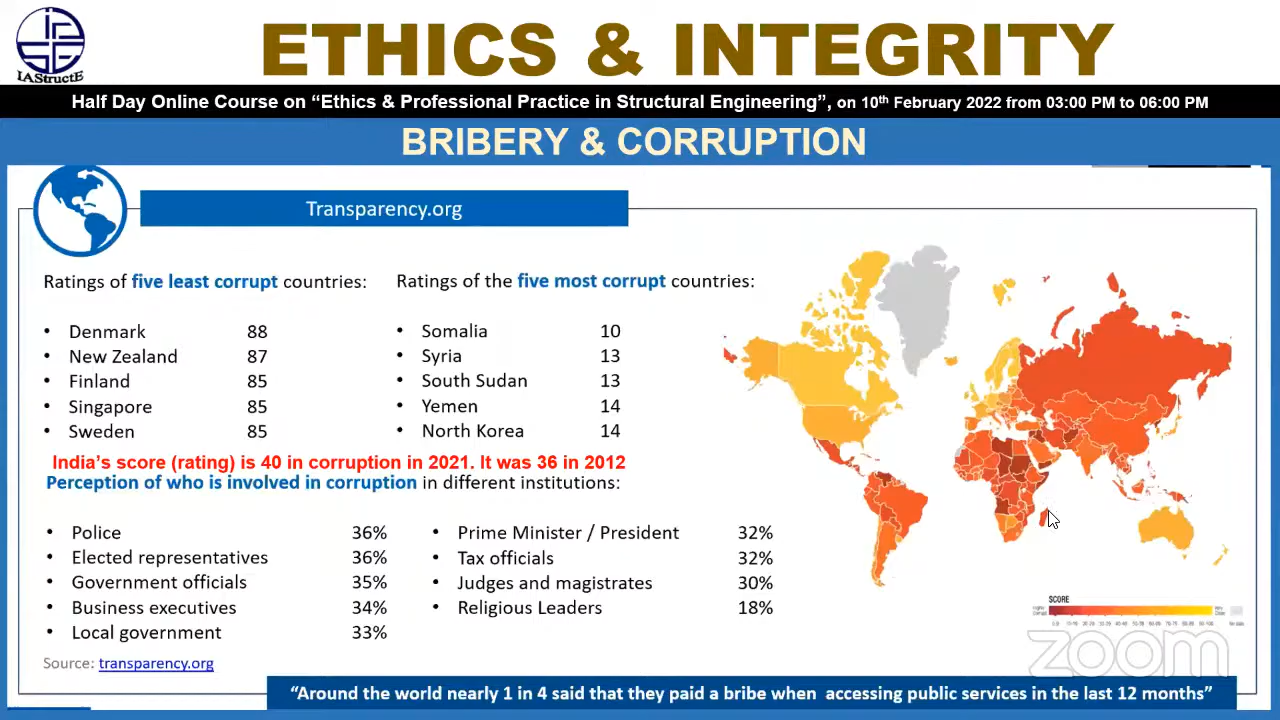 IAStructE
ETHICS & INTEGRITY
Half Day Online Course on “Ethics & Professional Practice in Structural Engineering”, on 10th February 2022 from 03:00 PM to 06:00 PM
BRIBERY & CORRUPTION
Transparency.org
Ratings of five least corrupt countries:
• Denmark 88
• New Zealand 87
• Finland 85
• Singapore 85
• Sweden 85
Ratings of the five most corrupt countries:
• Somalia 10
• Syria 13
• South Sudan 13
• Yemen 14
• North Korea 14
India’s score (rating) is 40 in corruption in 2021. It was 36 in 2012
Perception of who is involved in corruption in different institutions:
• Police 36%
• Elected representatives 36%
• Government officials 35%
• Business executives 34%
• Local government 33%
• Prime Minister / President 32%
• Tax officials 32%
• Judges and magistrates 30%
• Religious Leaders 18%
SCORE
zoom
Source: transparency.org
“Around the world nearly 1 in 4 said that they paid a bribe when accessing public services in the last 12 months”